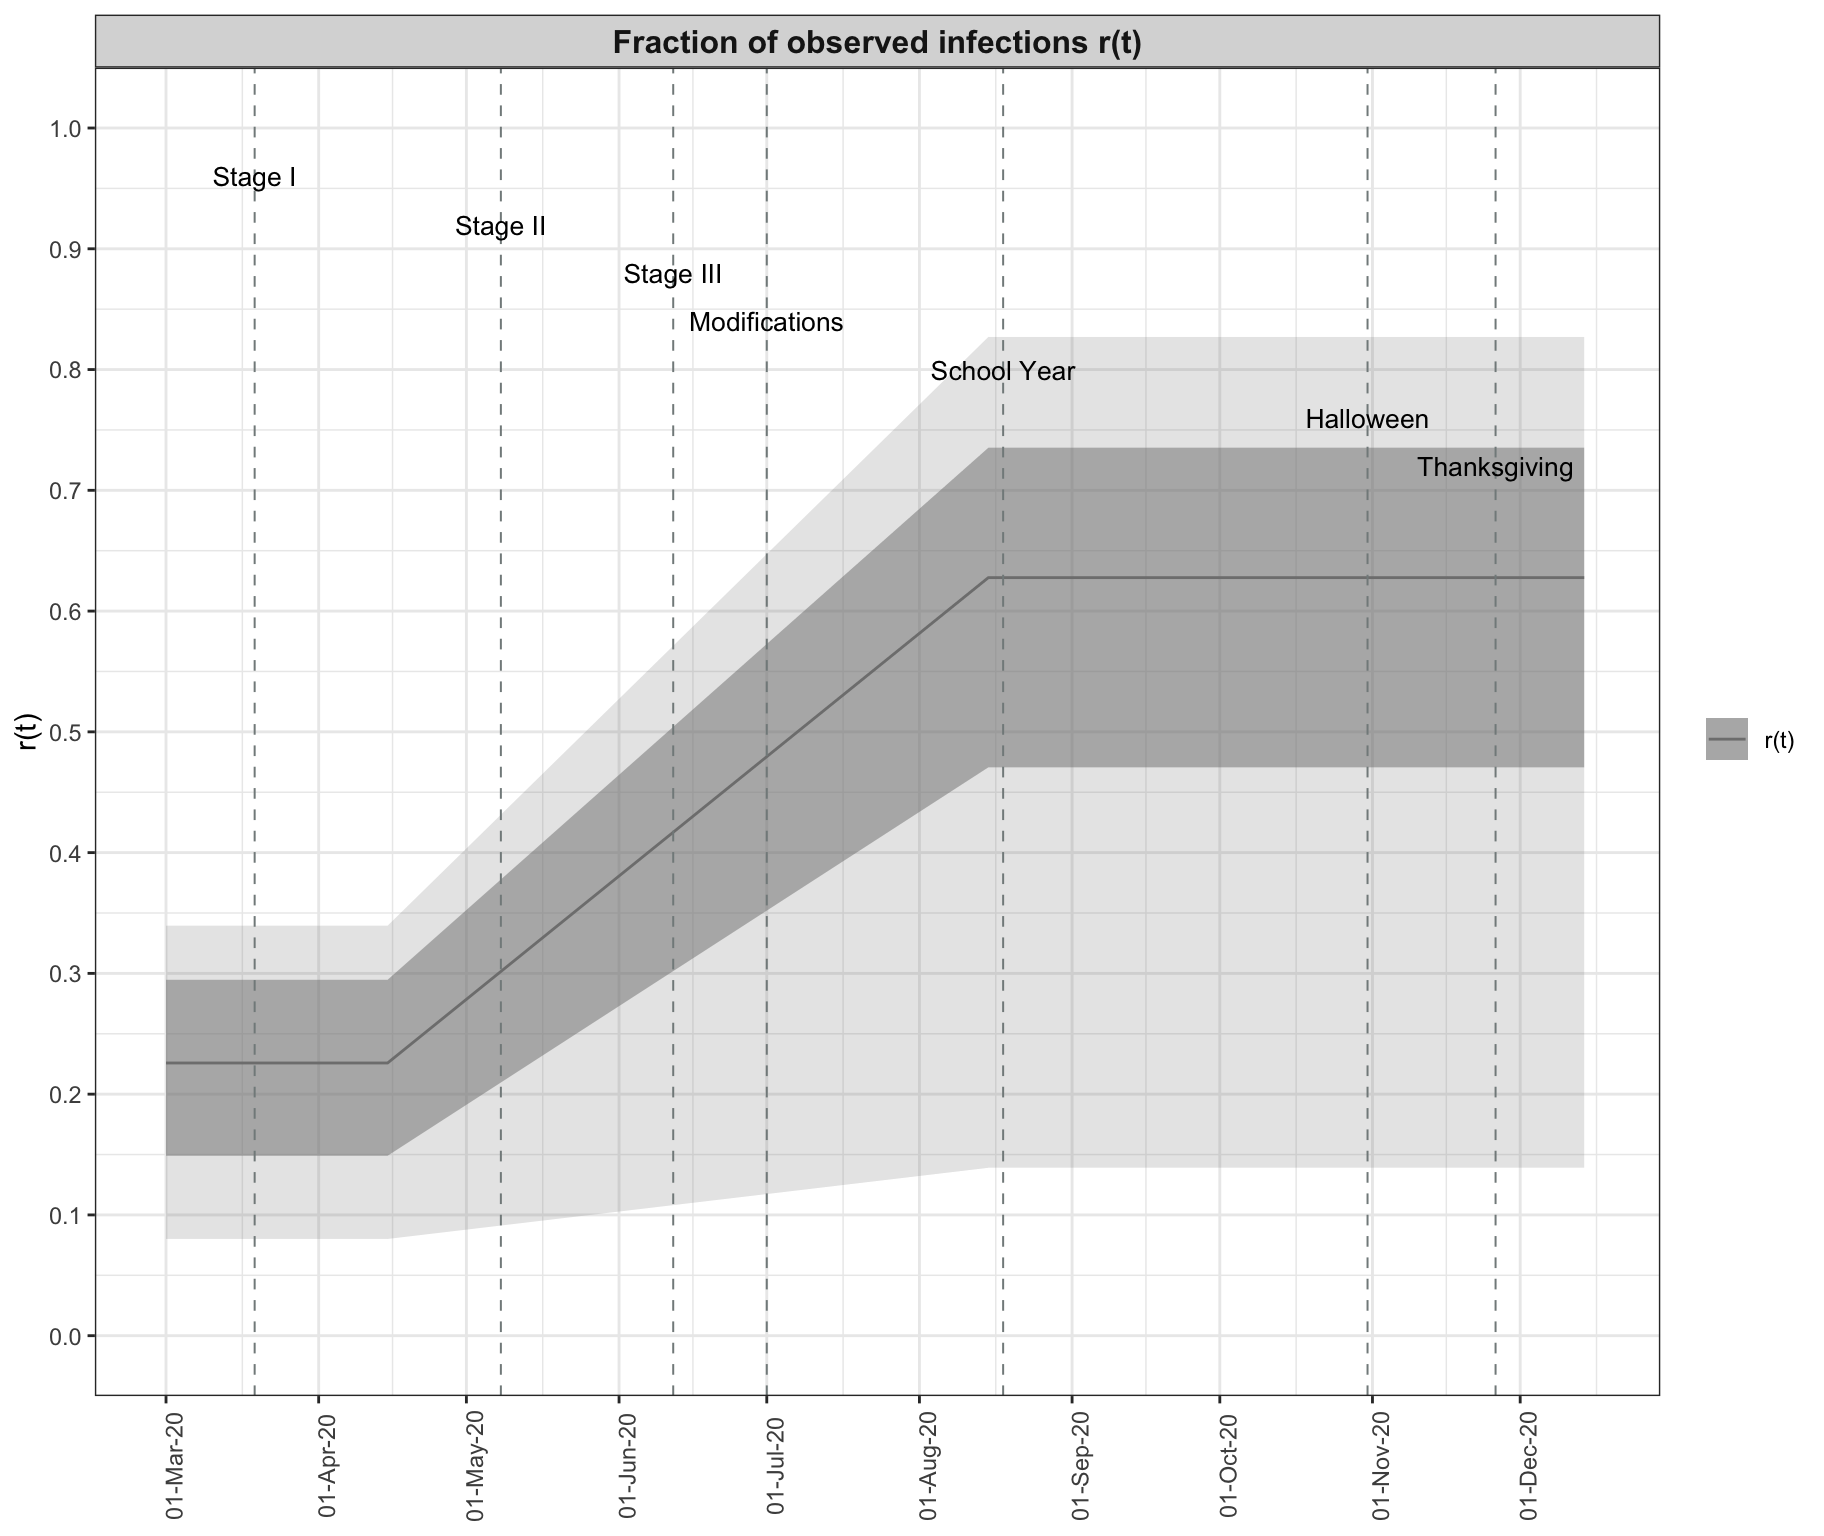 Fraction of observed infections r(t)
1.0
0.9
0.8
0.7
0.6
0.5
0.4
0.3
0.2
0.1
0.0
r(t)
Stage I
Stage II
Stage III
Modifications
School Year
Halloween
Thanksgiving
r(t)
01-Mar-20
01-Apr-20
01-May-20
01-Jun-20
01-Jul-20
01-Aug-20
01-Sep-20
01-Oct-20
01-Nov-20
01-Dec-20